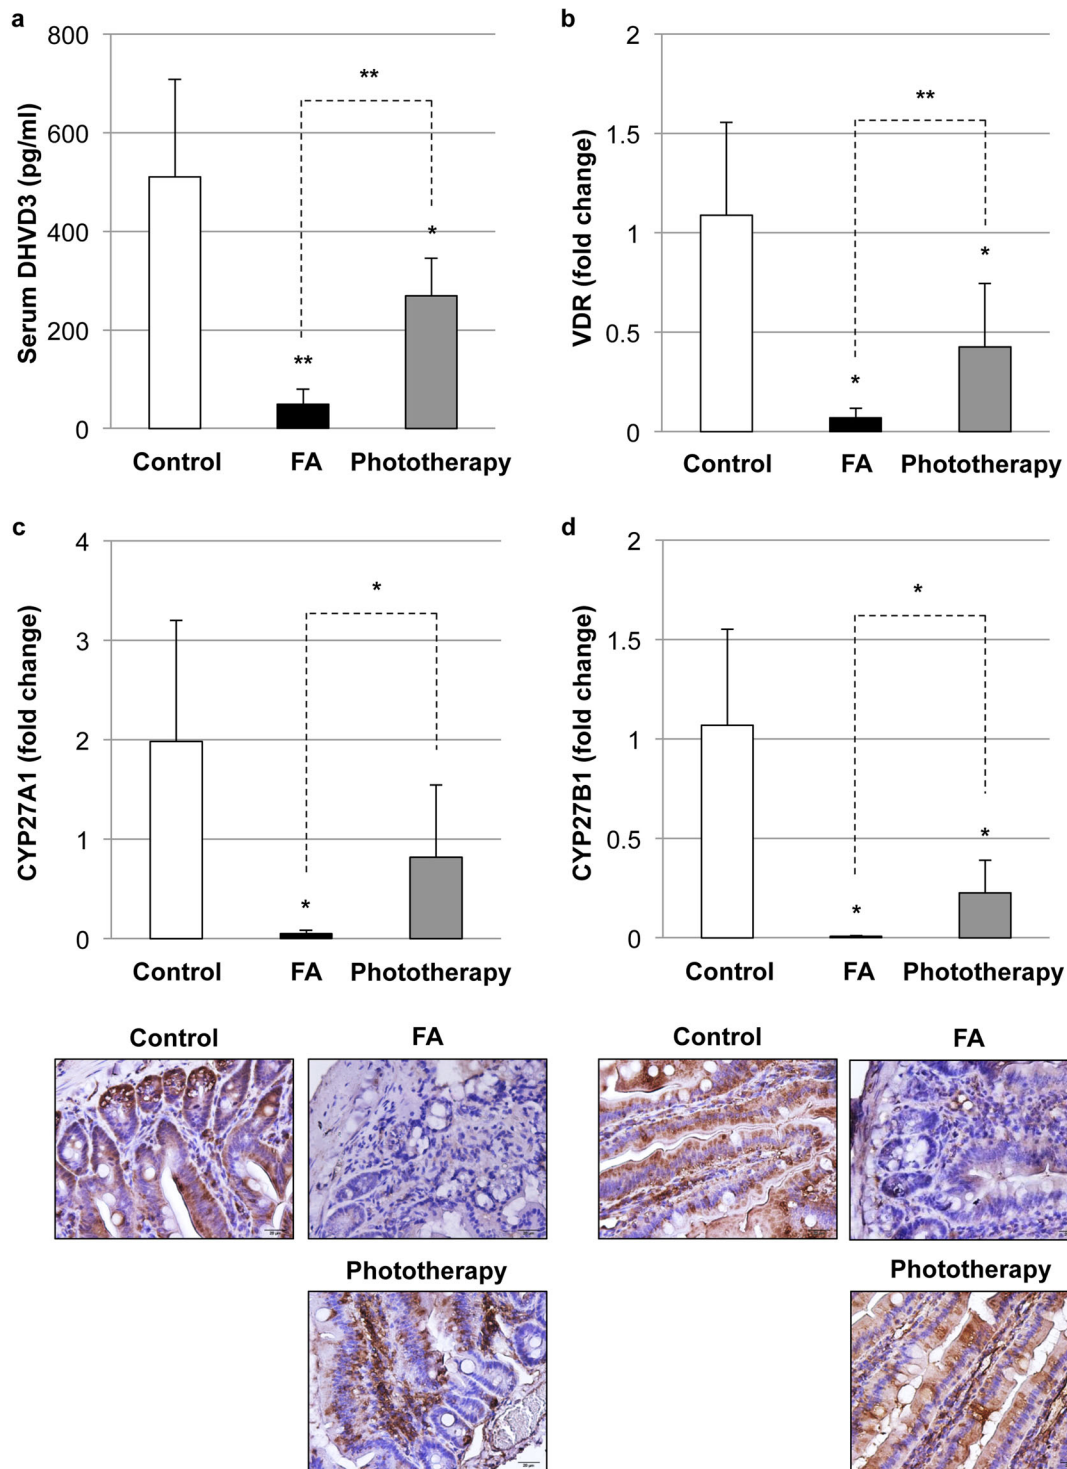 a
800
600
400
200
0
Serum DHVD3 (pg/ml)
**
**
*
Control
FA
Phototherapy
b
2
1.5
1
0.5
0
VDR (fold change)
**
*
*
Control
FA
Phototherapy
c
4
3
2
1
0
CYP27A1 (fold change)
*
*
Control
FA
Phototherapy
d
2
1.5
1
0.5
0
CYP27B1 (fold change)
*
*
*
Control
FA
Phototherapy
Control
FA
Phototherapy
Control
FA
Phototherapy